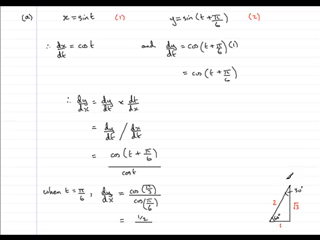 (a) x = sin t (1) y = sin (t + π/6) (2)
∴ dx/dt = cos t and dy/dt = cos (t + π/6) (1)
= cos (t + π/6)
∴ dy/dx = dy/dt × dt/dx
= dy/dt / dx/dt
= cos (t + π/6) / cos t
when t = π/6, dy/dx = cos (π/3) / cos (π/6)
= 1/2
2 30° √3
60° 1